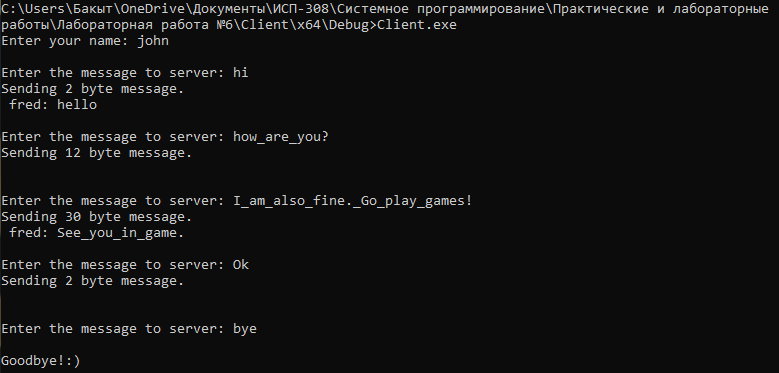 C:\Users\Бакыт\OneDrive\Документы\ИСП-308\Системное программирование\Практические и лабораторные
работы\Лабораторная работа №6\Client\x64\Debug>Client.exe
Enter your name: john
Enter the message to server: hi
Sending 2 byte message.
fred: hello
Enter the message to server: how_are_you?
Sending 12 byte message.
Enter the message to server: I_am_also_fine._Go_play_games!
Sending 30 byte message.
fred: See_you_in_game.
Enter the message to server: Ok
Sending 2 byte message.
Enter the message to server: bye
Goodbye!:)